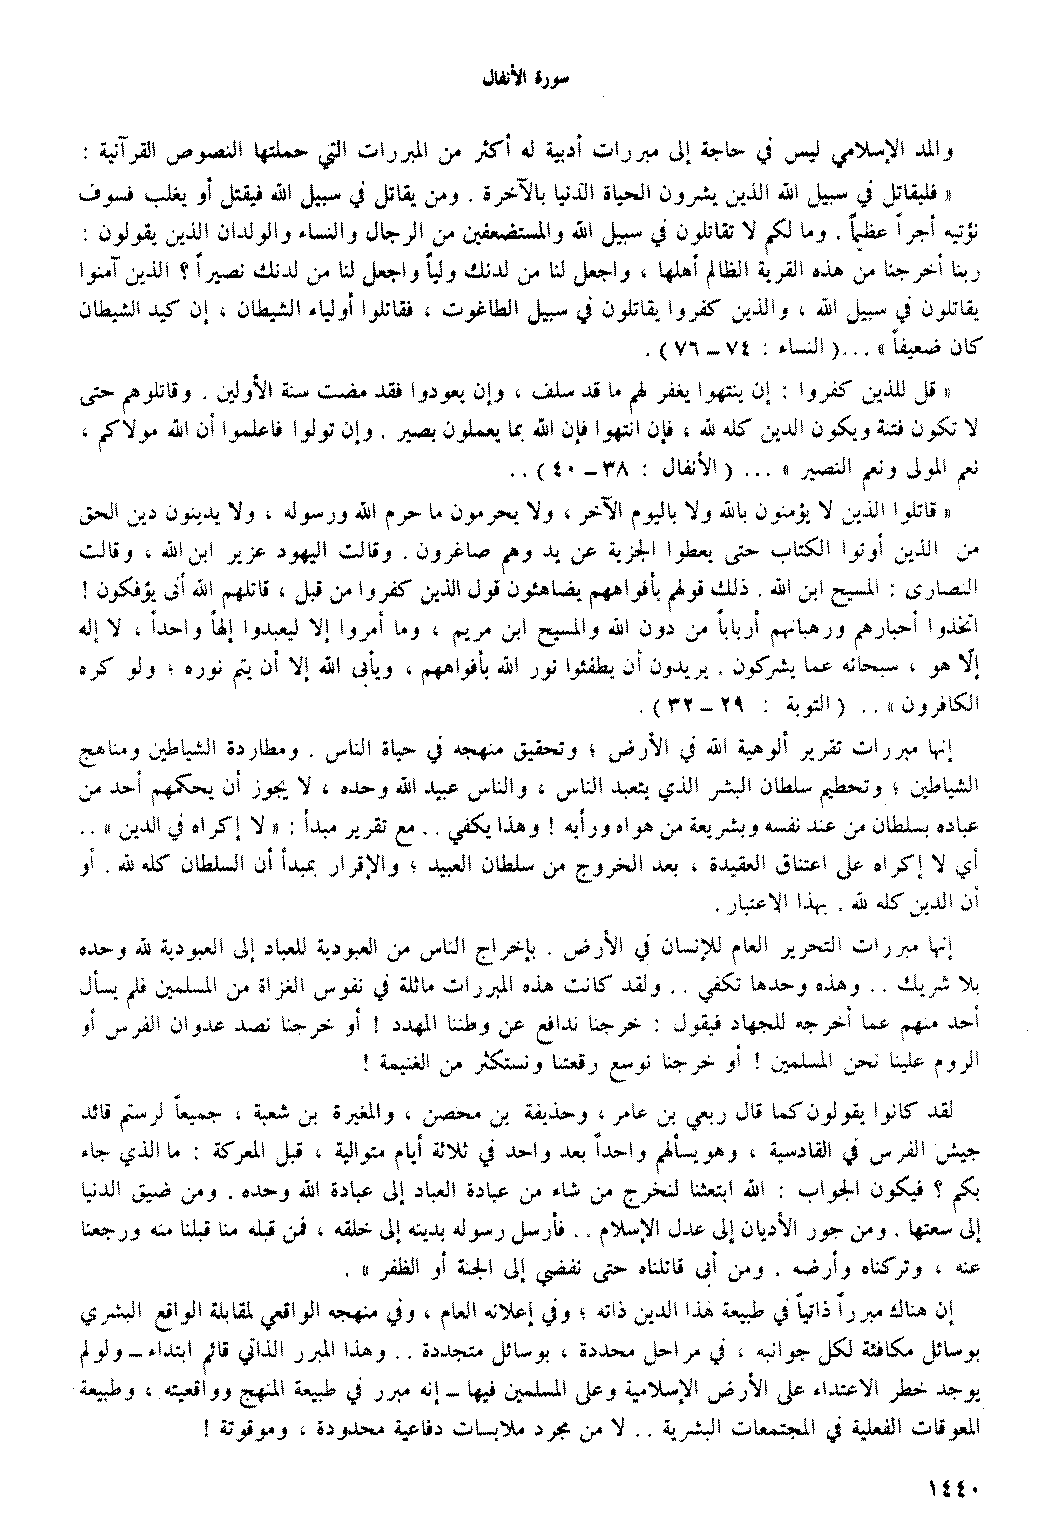 سورة الأنفال
والمد الإسلامي ليس في حاجة إلى مبررات أدبية له أكثر من المبررات التي حملتها النصوص القرآنية :
« فليقاتل في سبيل الله الذين يشرون الحياة الدنيا بالآخرة . ومن يقاتل في سبيل الله فيقتل أو يغلب فسوف
نؤتيه أجراً عظيماً . وما لكم لا تقاتلون في سبيل الله والمستضعفين من الرجال والنساء والولدان الذين يقولون :
ربنا أخرجنا من هذه القرية الظالم أهلها ، واجعل لنا من لدنك ولياً واجعل لنا من لدنك نصيراً ؟ الذين آمنوا
يقاتلون في سبيل الله ، والذين كفروا يقاتلون في سبيل الطاغوت ، فقاتلوا أولياء الشيطان ، إن كيد الشيطان
كان ضعيفاً » ...( النساء : ٧٤ – ٧٦ ) .
« قل للذين كفروا : إن ينتهوا يغفر لهم ما قد سلف ، وإن يعودوا فقد مضت سنة الأولين . وقاتلوهم حتى
لا تكون فتنة ويكون الدين كله لله ، فإن انتهوا فإن الله بما يعملون بصير . وإن تولوا فاعلموا أن الله مولاكم ،
نعم المولى ونعم النصير » ... ( الأنفال : ٣٨ – ٤٠ ) ..
« قاتلوا الذين لا يؤمنون بالله ولا باليوم الآخر ، ولا يحرمون ما حرم الله ورسوله ، ولا يدينون دين الحق
من الذين أوتوا الكتاب حتى يعطوا الجزية عن يد وهم صاغرون . وقالت اليهود عزير ابن الله ، وقالت
النصارى : المسيح ابن الله . ذلك قولهم بأفواههم يضاهئون قول الذين كفروا من قبل ، قاتلهم الله أنى يؤفكون !
اتخذوا أحبارهم ورهبانهم أرباباً من دون الله والمسيح ابن مريم ، وما أمروا إلا ليعبدوا إلهاً واحداً ، لا إله
إلّا هو ، سبحانه عما يشركون . يريدون أن يطفئوا نور الله بأفواههم ، ويأبى الله إلا أن يتم نوره ؛ ولو كره
الكافرون » .. ( التوبة : ٢٩ – ٣٢ ) .
إنها مبررات تقرير ألوهية الله في الأرض ؛ وتحقيق منهجه في حياة الناس . ومطاردة الشياطين ومناهج
الشياطين ؛ وتحطيم سلطان البشر الذي يتعبد الناس ، والناس عبيد الله وحده ، لا يجوز أن يحكمهم أحد من
عباده بسلطان من عند نفسه وبشريعة من هواه ورأيه ! وهذا يكفي .. مع تقرير مبدأ : « لا إكراه في الدين » ..
أي لا إكراه على اعتناق العقيدة ، بعد الخروج من سلطان العبيد ؛ والإقرار بمبدأ أن السلطان كله لله . أو
أن الدين كله لله . بهذا الاعتبار .
إنها مبررات التحرير العام للإنسان في الأرض . بإخراج الناس من العبودية للعباد إلى العبودية لله وحده
بلا شريك .. وهذه وحدها تكفي .. ولقد كانت هذه المبررات ماثلة في نفوس الغزاة من المسلمين فلم يسأل
أحد منهم عما أخرجه للجهاد فيقول : خرجنا ندافع عن وطننا المهدد ! أو خرجنا نصد عدوان الفرس أو
الروم علينا نحن المسلمين ! أو خرجنا نوسع رقعتنا ونستكثر من الغنيمة !
لقد كانوا يقولون كما قال ربعي بن عامر ، وحذيفة بن محصن ، والمغيرة بن شعبة ، جميعاً لرستم قائد
جيش الفرس في القادسية ، وهو يسألهم واحداً بعد واحد في ثلاثة أيام متوالية ، قبل المعركة : ما الذي جاء
بكم ؟ فيكون الجواب : الله ابتعثنا لنخرج من شاء من عبادة العباد إلى عبادة الله وحده . ومن ضيق الدنيا
إلى سعتها . ومن جور الأديان إلى عدل الإسلام .. فأرسل رسوله بدينه إلى خلقه ، فمن قبله منا قبلنا منه ورجعنا
عنه ، وتركناه وأرضه . ومن أبى قاتلناه حتى نفضي إلى الجنة أو الظفر » .
إن هناك مبرراً ذاتياً في طبيعة هذا الدين ذاته ؛ وفي إعلانه العام ، وفي منهجه الواقعي لمقابلة الواقع البشري
بوسائل مكافئة لكل جوانبه ، في مراحل محددة ، بوسائل متجددة .. وهذا المبرر الذاتي قائم ابتداء – ولو لم
يوجد خطر الاعتداء على الأرض الإسلامية وعلى المسلمين فيها – إنه مبرر في طبيعة المنهج وواقعيته ، وطبيعة
المعوقات الفعلية في المجتمعات البشرية .. لا من مجرد ملابسات دفاعية محدودة ، وموقوتة !
١٤٤٠